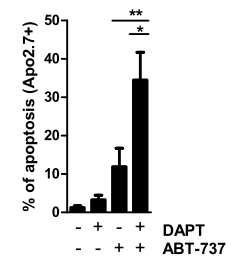 **
*
% of apoptosis (Apo2.7+)
50
40
30
20
10
0
- + - + DAPT
- - + + ABT-737